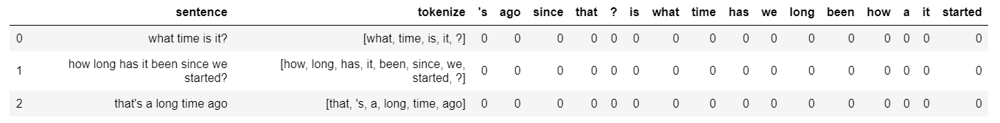 sentence tokenize 's ago since that ? is what time has we long been how a it started
0 what time is it? [what, time, is, it, ?] 0 0 0 0 0 0 0 0 0 0 0 0 0 0 0 0
1 how long has it been since we started? [how, long, has, it, been, since, we, started, ?] 0 0 0 0 0 0 0 0 0 0 0 0 0 0 0 0
2 that's a long time ago [that, 's, a, long, time, ago] 0 0 0 0 0 0 0 0 0 0 0 0 0 0 0 0